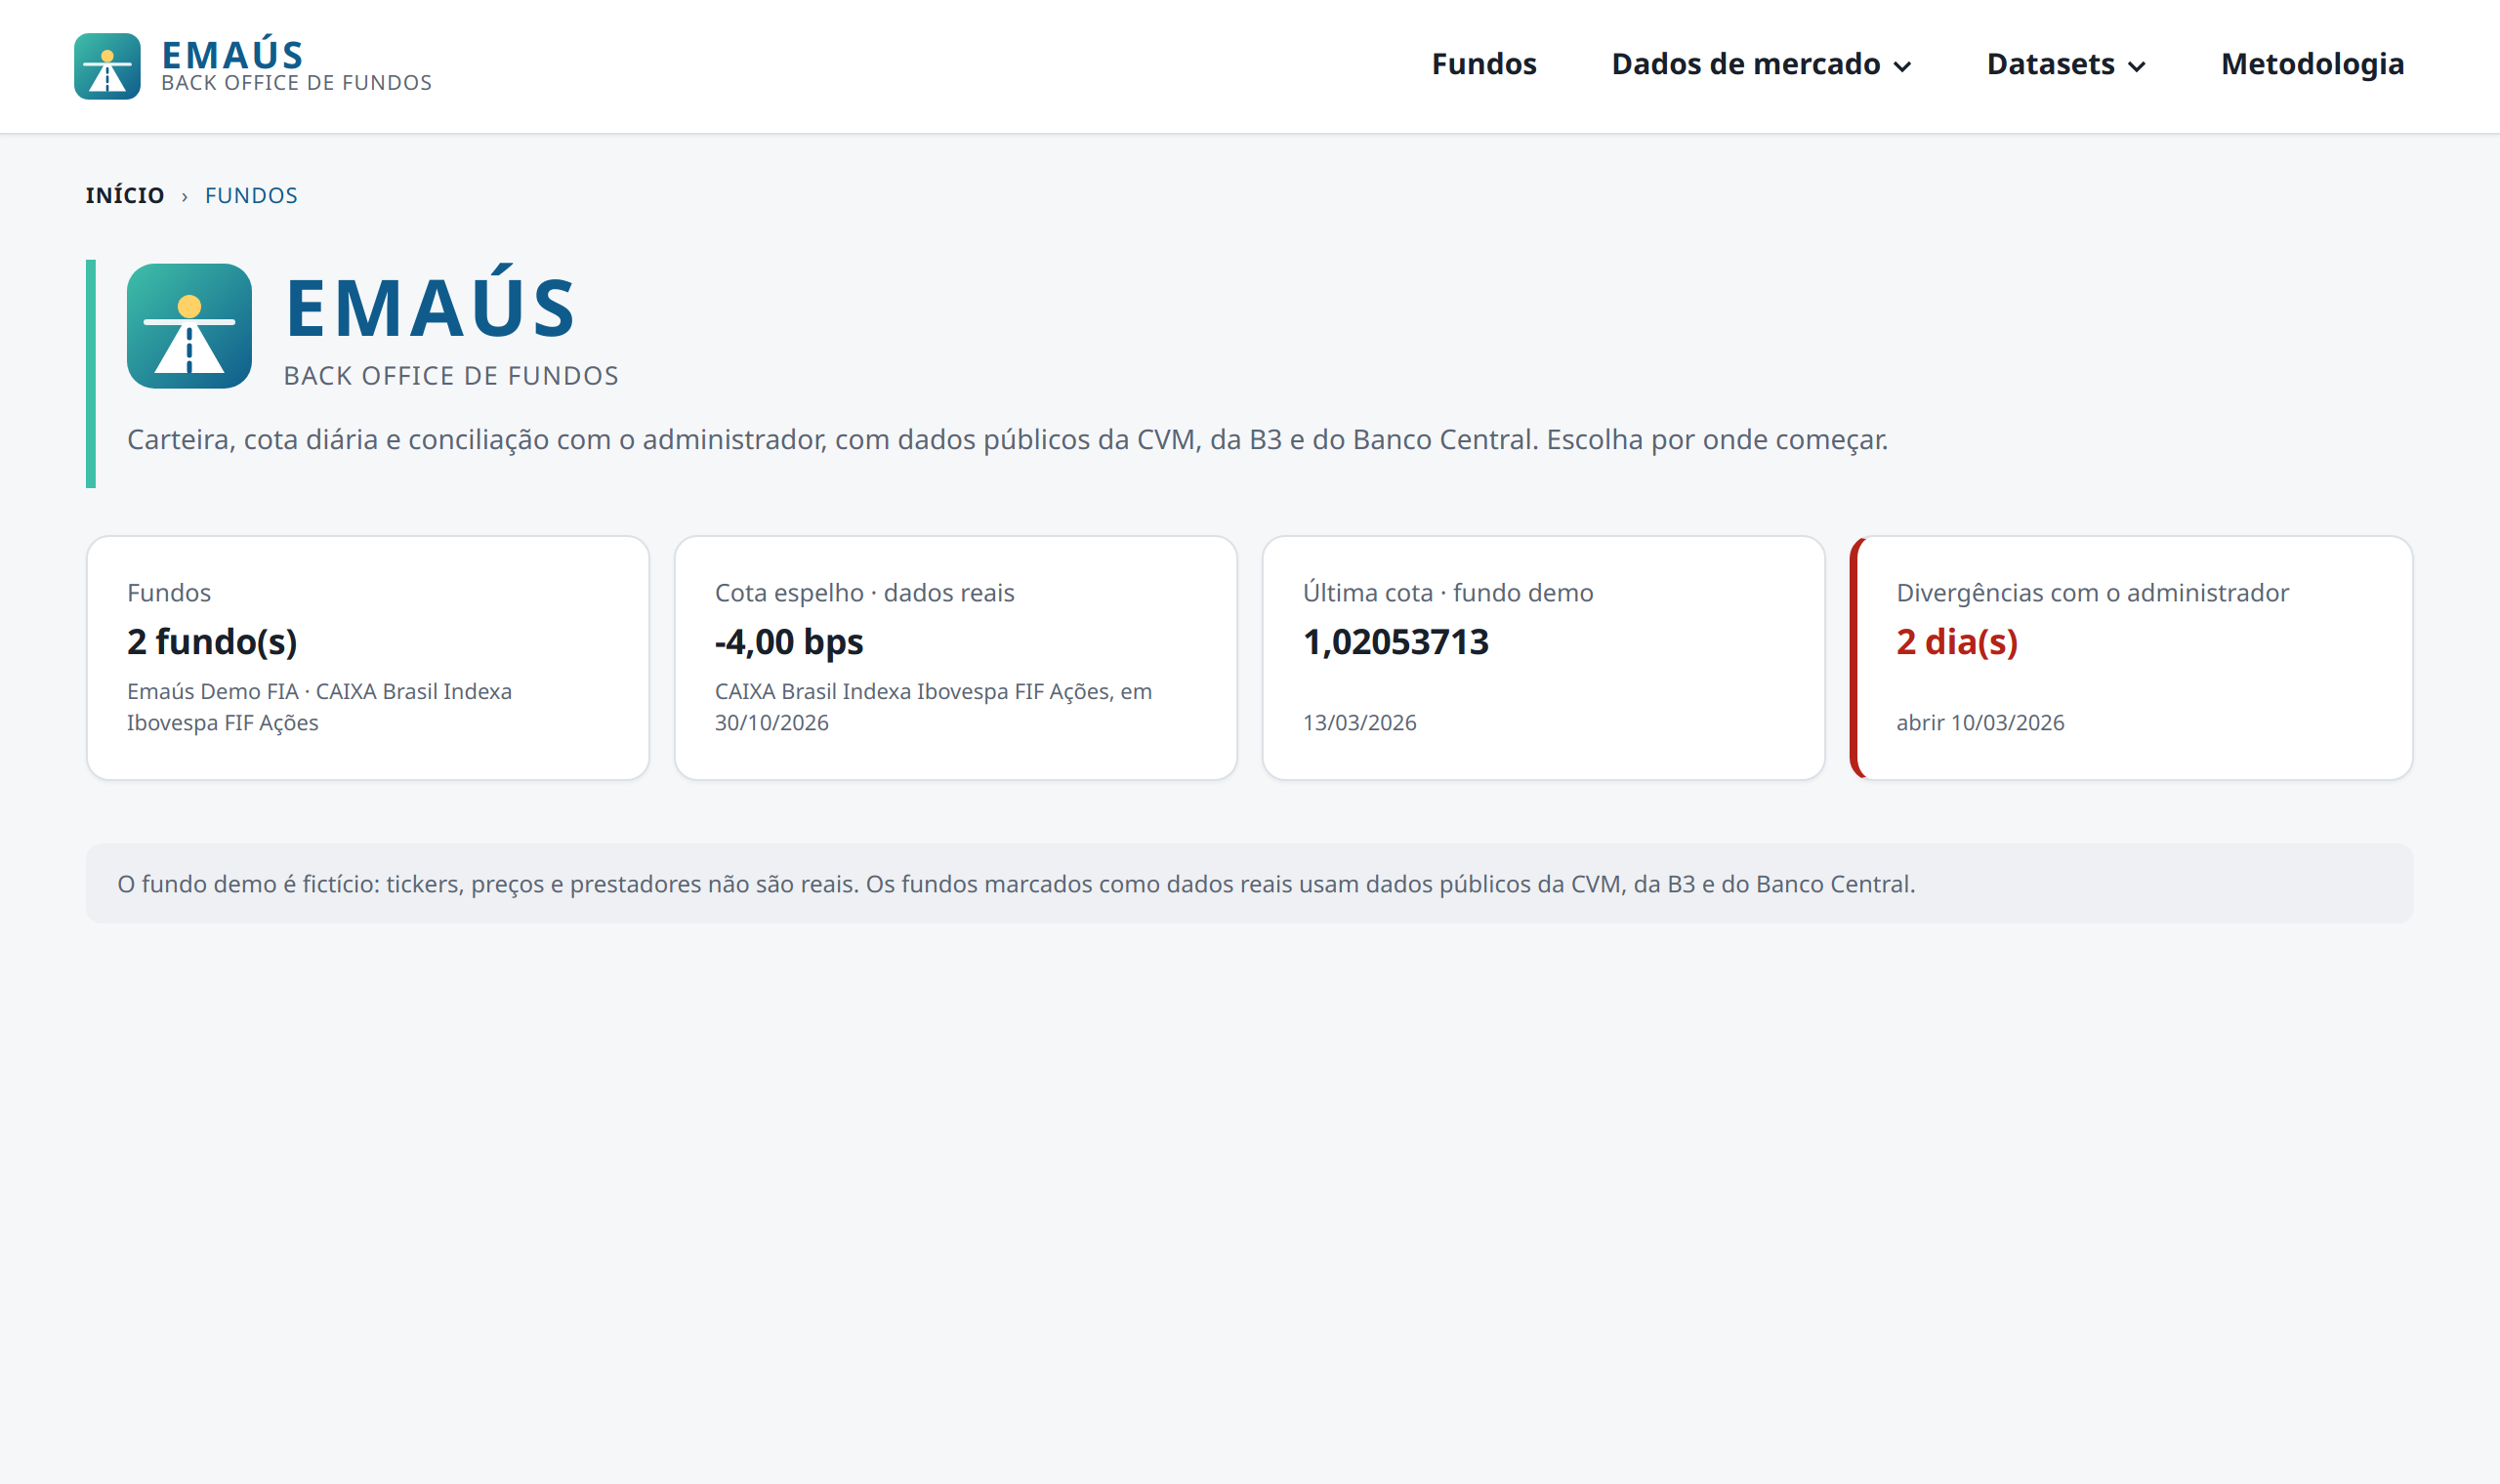 EMAÚS
BACK OFFICE DE FUNDOS
Fundos
Dados de mercado
Datasets
Metodologia
INÍCIO › FUNDOS
EMAÚS
BACK OFFICE DE FUNDOS
Carteira, cota diária e conciliação com o administrador, com dados públicos da CVM, da B3 e do Banco Central. Escolha por onde começar.
Fundos
2 fundo(s)
Emaús Demo FIA · CAIXA Brasil Indexa
Ibovespa FIF Ações
Cota espelho · dados reais
-4,00 bps
CAIXA Brasil Indexa Ibovespa FIF Ações, em
30/10/2026
Última cota · fundo demo
1,02053713
13/03/2026
Divergências com o administrador
2 dia(s)
abrir 10/03/2026
O fundo demo é fictício: tickers, preços e prestadores não são reais. Os fundos marcados como dados reais usam dados públicos da CVM, da B3 e do Banco Central.